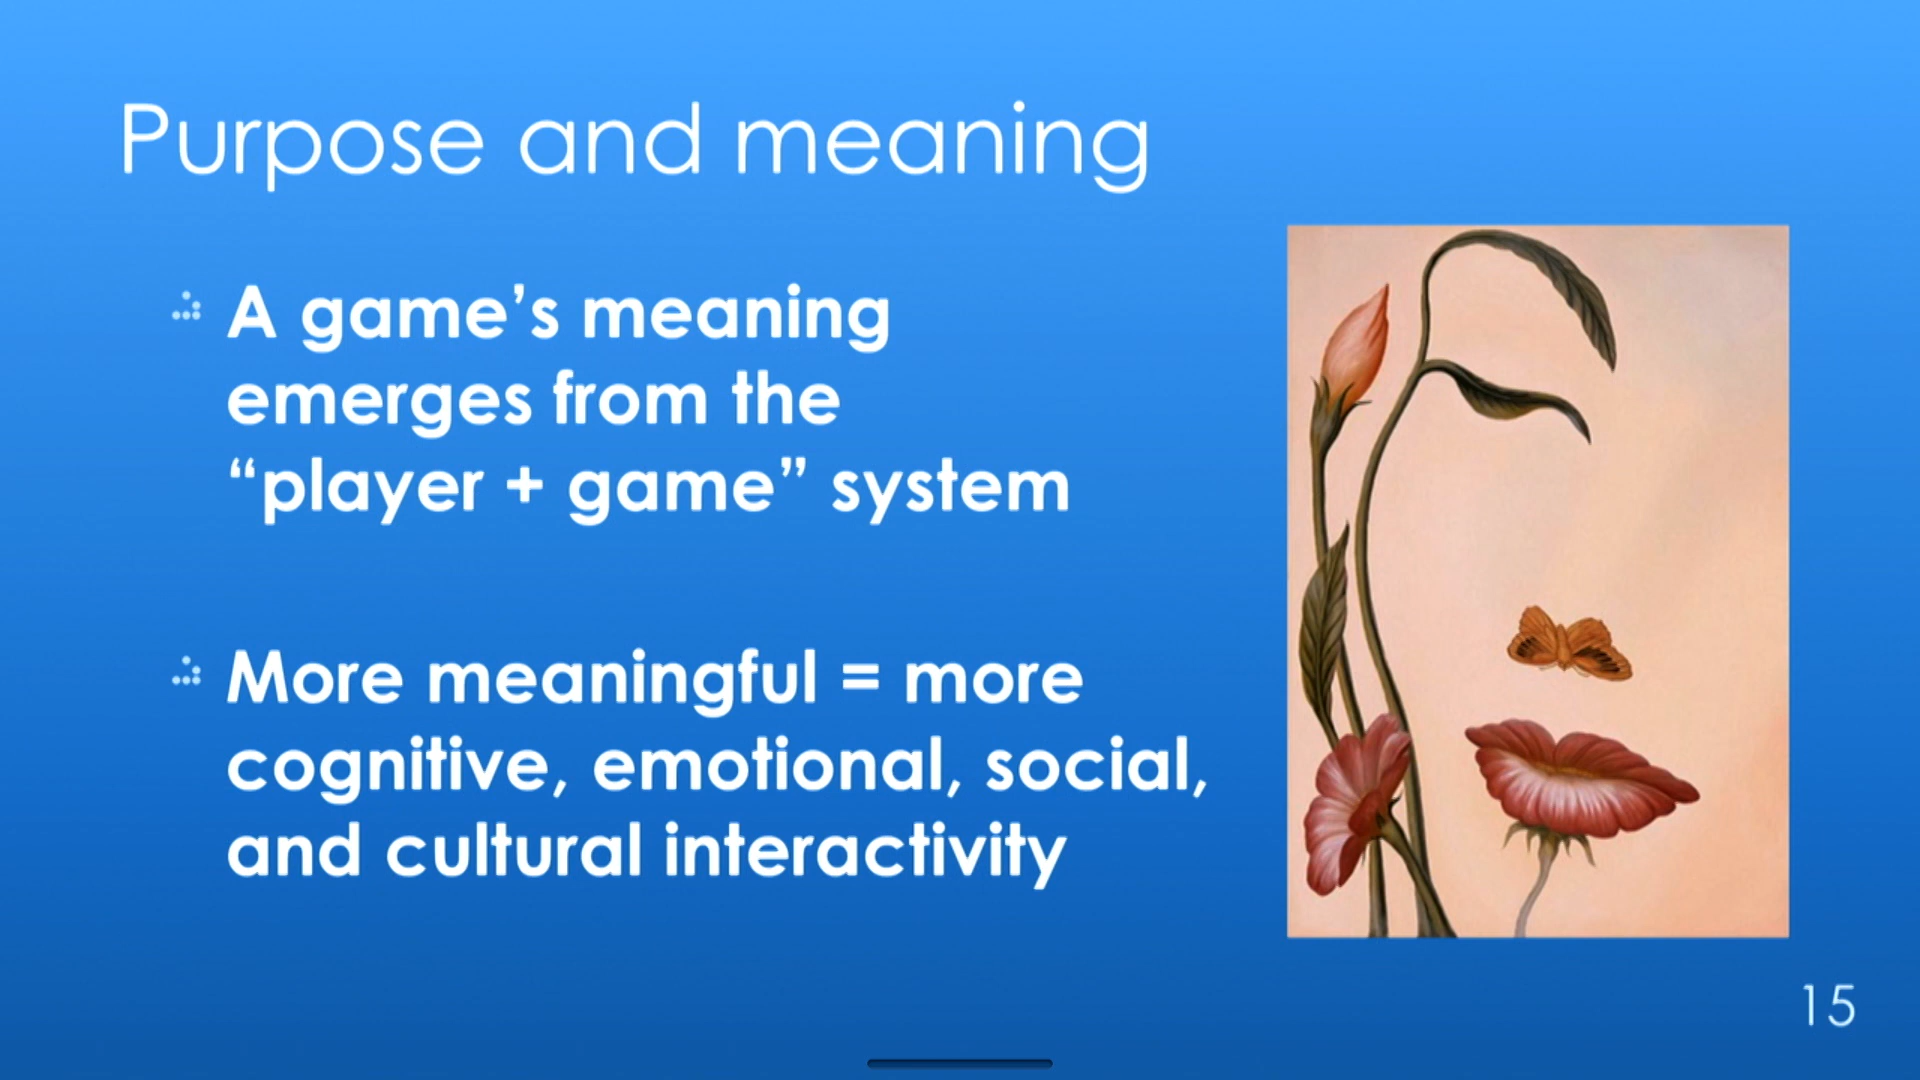 Purpose and meaning
A game’s meaning
emerges from the
“player + game” system
More meaningful = more
cognitive, emotional, social,
and cultural interactivity
15